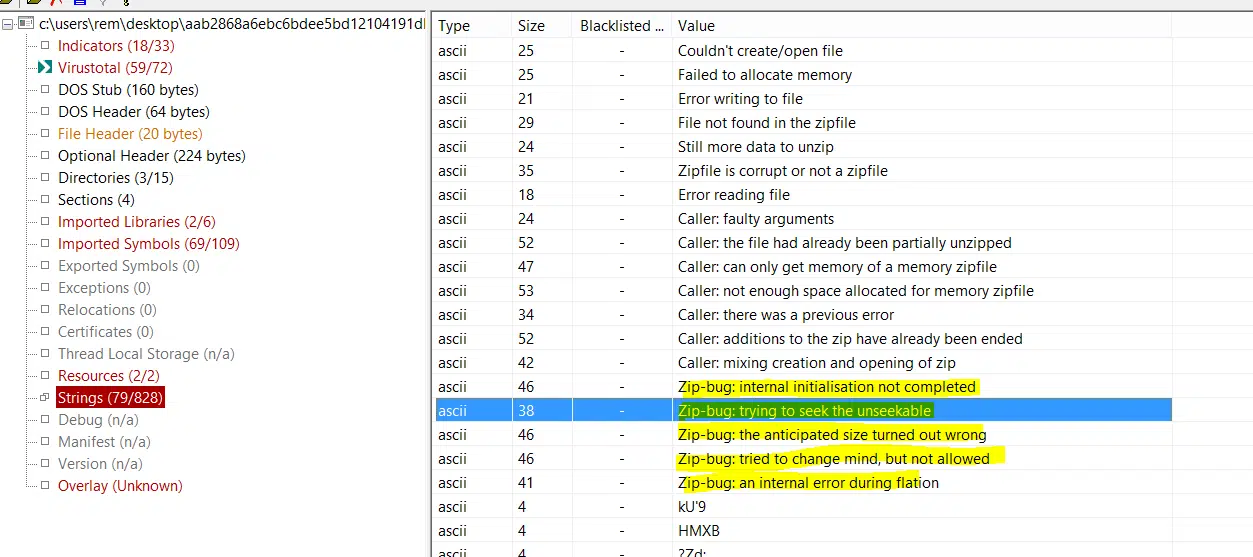 c:\users\rem\desktop\aab2868a6ebc6bdee5bd12104191d
Indicators (18/33)
Virustotal (59/72)
DOS Stub (160 bytes)
DOS Header (64 bytes)
File Header (20 bytes)
Optional Header (224 bytes)
Directories (3/15)
Sections (4)
Imported Libraries (2/6)
Imported Symbols (69/109)
Exported Symbols (0)
Exceptions (0)
Relocations (0)
Certificates (0)
Thread Local Storage (n/a)
Resources (2/2)
Strings (79/828)
Debug (n/a)
Manifest (n/a)
Version (n/a)
Overlay (Unknown)
Type Size Blacklisted ... Value
ascii 25 - Couldn't create/open file
ascii 25 - Failed to allocate memory
ascii 21 - Error writing to file
ascii 29 - File not found in the zipfile
ascii 24 - Still more data to unzip
ascii 35 - Zipfile is corrupt or not a zipfile
ascii 18 - Error reading file
ascii 24 - Caller: faulty arguments
ascii 52 - Caller: the file had already been partially unzipped
ascii 47 - Caller: can only get memory of a memory zipfile
ascii 53 - Caller: not enough space allocated for memory zipfile
ascii 34 - Caller: there was a previous error
ascii 52 - Caller: additions to the zip have already been ended
ascii 42 - Caller: mixing creation and opening of zip
ascii 46 - Zip-bug: internal initialisation not completed
ascii 38 - Zip-bug: trying to seek the unseekable
ascii 46 - Zip-bug: the anticipated size turned out wrong
ascii 46 - Zip-bug: tried to change mind, but not allowed
ascii 41 - Zip-bug: an internal error during flation
ascii 4 - kU'9
ascii 4 - HMXB
ascii 4 - ?Zd: